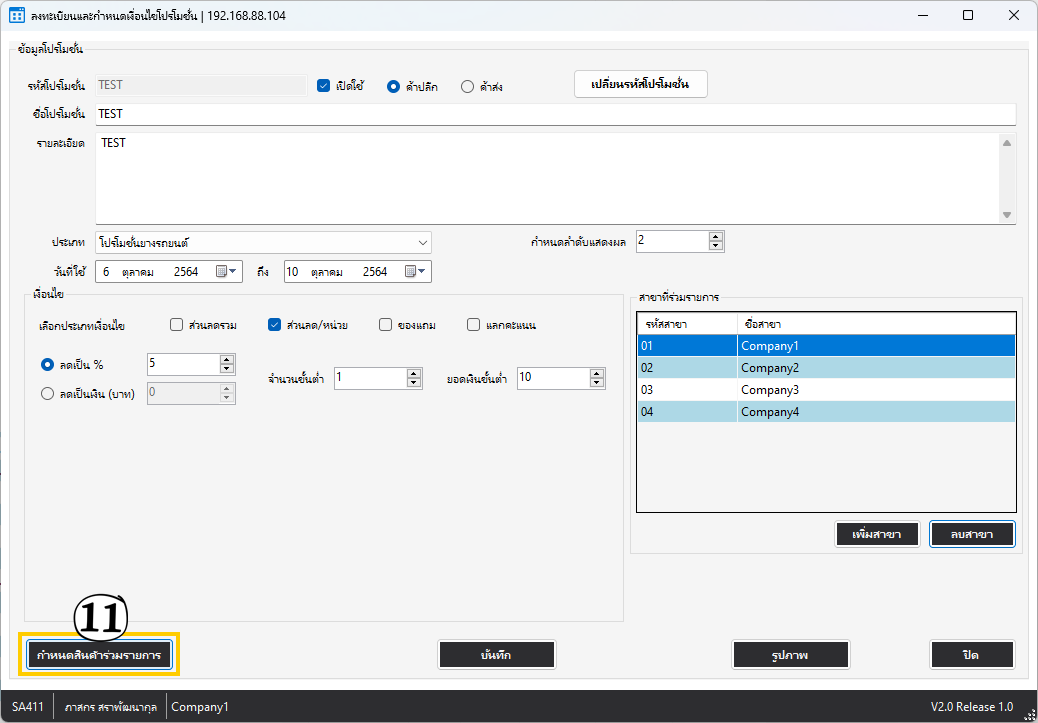 ลงทะเบียนและกำหนดเงื่อนไขโปรโมชั่น | 192.168.88.104
ข้อมูลโปรโมชั่น
รหัสโปรโมชั่น TEST เปิดใช้ ค้าปลีก ค้าส่ง เปลี่ยนรหัสโปรโมชั่น
ชื่อโปรโมชั่น TEST
รายละเอียด TEST
ประเภท โปรโมชั่นยางรถยนต์ กำหนดลำดับแสดงผล 2
วันที่ใช้ 6 ตุลาคม 2564 ถึง 10 ตุลาคม 2564
เงื่อนไข
เลือกประเภทเงื่อนไข ส่วนลดรวม ส่วนลด/หน่วย ของแถม แลกคะแนน
ลดเป็น % 5
จำนวนขั้นต่ำ 1 ยอดเงินขั้นต่ำ 10
ลดเป็นเงิน (บาท) 0
สาขาที่ร่วมรายการ
รหัสสาขา ชื่อสาขา
01 Company1
02 Company2
03 Company3
04 Company4
เพิ่มสาขา ลบสาขา
11
กำหนดสินค้าร่วมรายการ บันทึก รูปภาพ ปิด
SA411 ภาสกร สราพัฒนากุล Company1 V2.0 Release 1.0